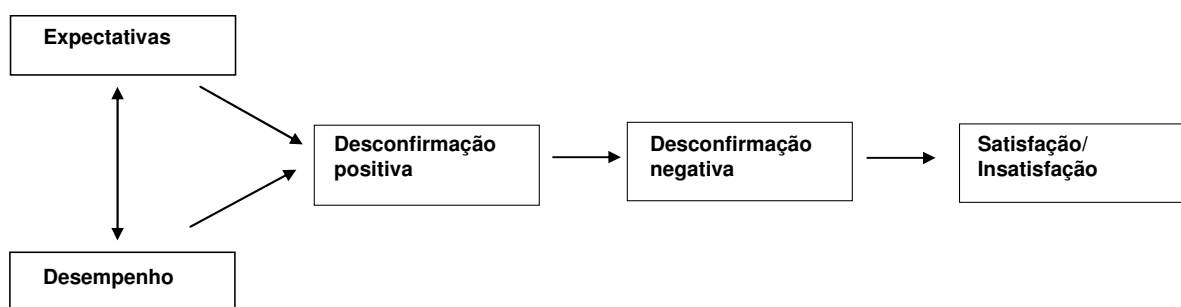 Expectativas
Desconfirmação
positiva
Desconfirmação
negativa
Satisfação/
Insatisfação
Desempenho